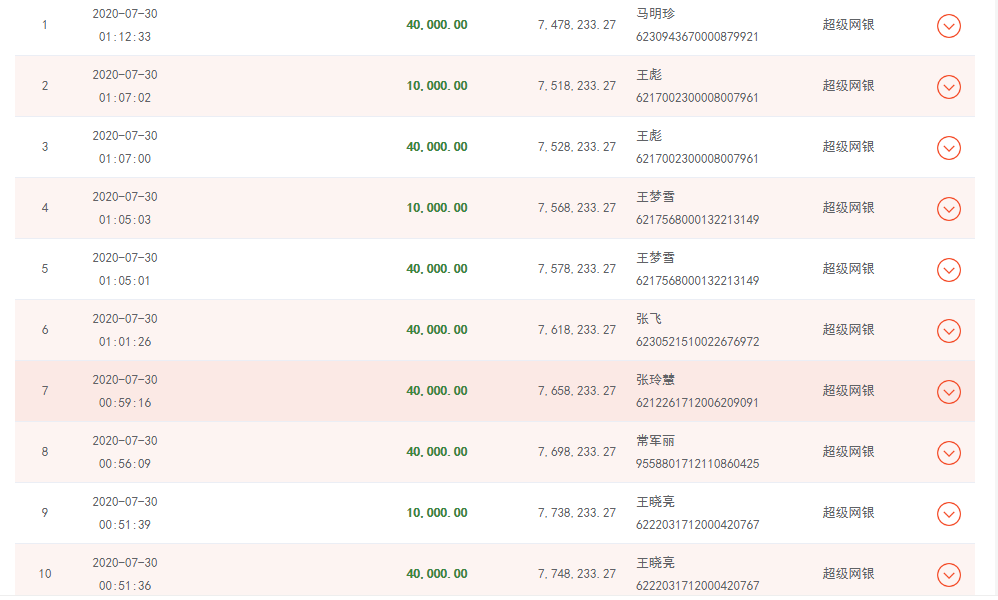 1 2020-07-30 01:12:33 40,000.00 7,478,233.27 马明珍 6230943670000879921 超级网银
2 2020-07-30 01:07:02 10,000.00 7,518,233.27 王彪 6217002300008007961 超级网银
3 2020-07-30 01:07:00 40,000.00 7,528,233.27 王彪 6217002300008007961 超级网银
4 2020-07-30 01:05:03 10,000.00 7,568,233.27 王梦雪 6217568000132213149 超级网银
5 2020-07-30 01:05:01 40,000.00 7,578,233.27 王梦雪 6217568000132213149 超级网银
6 2020-07-30 01:01:26 40,000.00 7,618,233.27 张飞 6230521510022676972 超级网银
7 2020-07-30 00:59:16 40,000.00 7,658,233.27 张玲慧 6212261712006209091 超级网银
8 2020-07-30 00:56:09 40,000.00 7,698,233.27 常军丽 9558801712110860425 超级网银
9 2020-07-30 00:51:39 10,000.00 7,738,233.27 王晓亮 6222031712000420767 超级网银
10 2020-07-30 00:51:36 40,000.00 7,748,233.27 王晓亮 6222031712000420767 超级网银